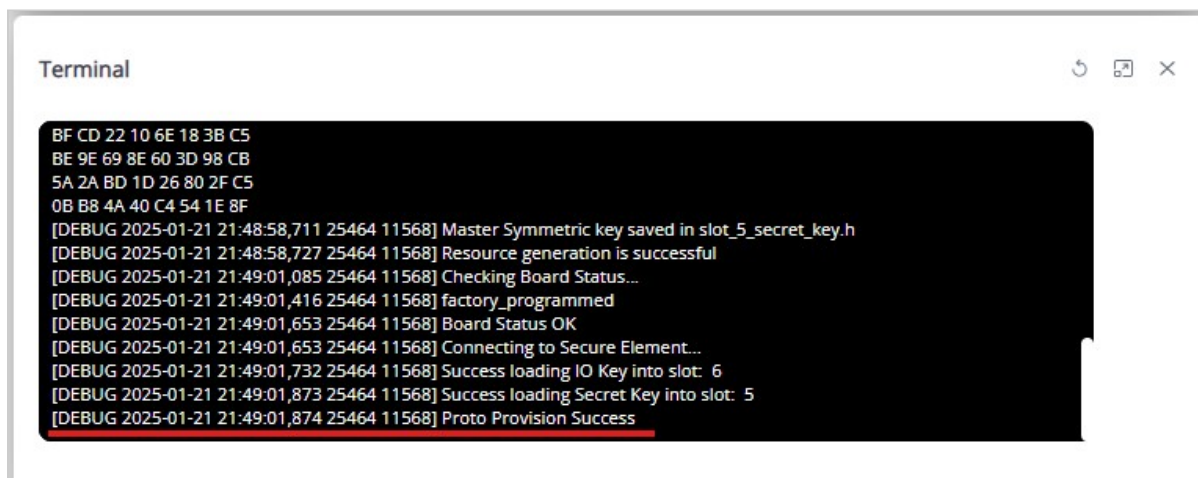 Terminal
BF CD 22 10 6E 18 3B C5
BE 9E 69 8E 60 3D 98 CB
5A 2A BD 1D 26 80 2F C5
0B B8 4A 40 C4 54 1E 8F
[DEBUG 2025-01-21 21:48:58,711 25464 11568] Master Symmetric key saved in slot_5_secret_key.h
[DEBUG 2025-01-21 21:48:58,727 25464 11568] Resource generation is successful
[DEBUG 2025-01-21 21:49:01,085 25464 11568] Checking Board Status...
[DEBUG 2025-01-21 21:49:01,416 25464 11568] factory_programmed
[DEBUG 2025-01-21 21:49:01,653 25464 11568] Board Status OK
[DEBUG 2025-01-21 21:49:01,653 25464 11568] Connecting to Secure Element...
[DEBUG 2025-01-21 21:49:01,732 25464 11568] Success loading IO Key into slot:  6
[DEBUG 2025-01-21 21:49:01,873 25464 11568] Success loading Secret Key into slot:  5
[DEBUG 2025-01-21 21:49:01,874 25464 11568] Proto Provision Success